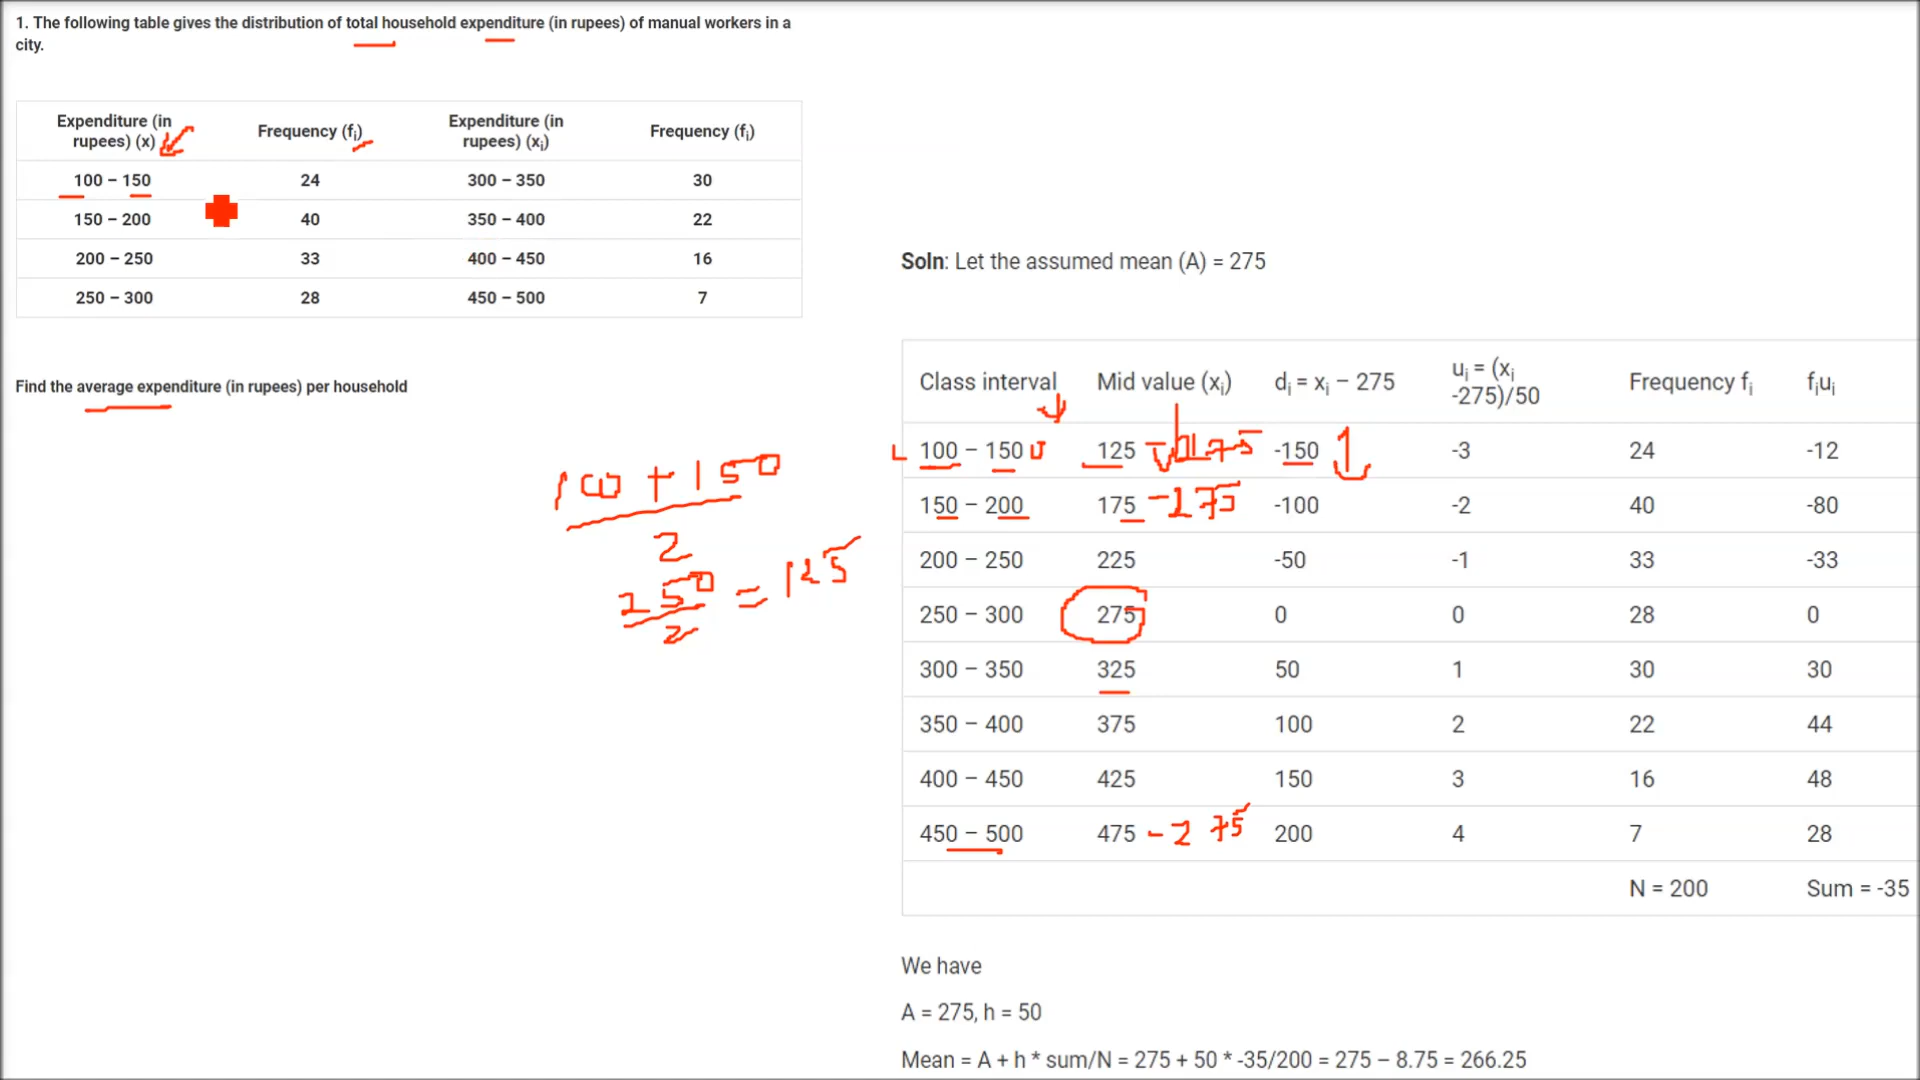 1. The following table gives the distribution of total household expenditure (in rupees) of manual workers in a
city.
Expenditure (in rupees) (x) Frequency (fi) Expenditure (in rupees) (xi) Frequency (fi)
100 – 150 24 300 – 350 30
150 – 200 40 350 – 400 22
200 – 250 33 400 – 450 16
250 – 300 28 450 – 500 7
Find the average expenditure (in rupees) per household
100 + 150
2
250 = 125
2
Soln: Let the assumed mean (A) = 275
Class interval Mid value (xi) di = xi – 275 ui = (xi -275)/50 Frequency fi fiui
100 – 150 125 -275 -150 -3 24 -12
150 – 200 175 -275 -100 -2 40 -80
200 – 250 225 -50 -1 33 -33
250 – 300 275 0 0 28 0
300 – 350 325 50 1 30 30
350 – 400 375 100 2 22 44
400 – 450 425 150 3 16 48
450 – 500 475 -275 200 4 7 28
N = 200 Sum = -35
We have
A = 275, h = 50
Mean = A + h * sum/N = 275 + 50 * -35/200 = 275 – 8.75 = 266.25